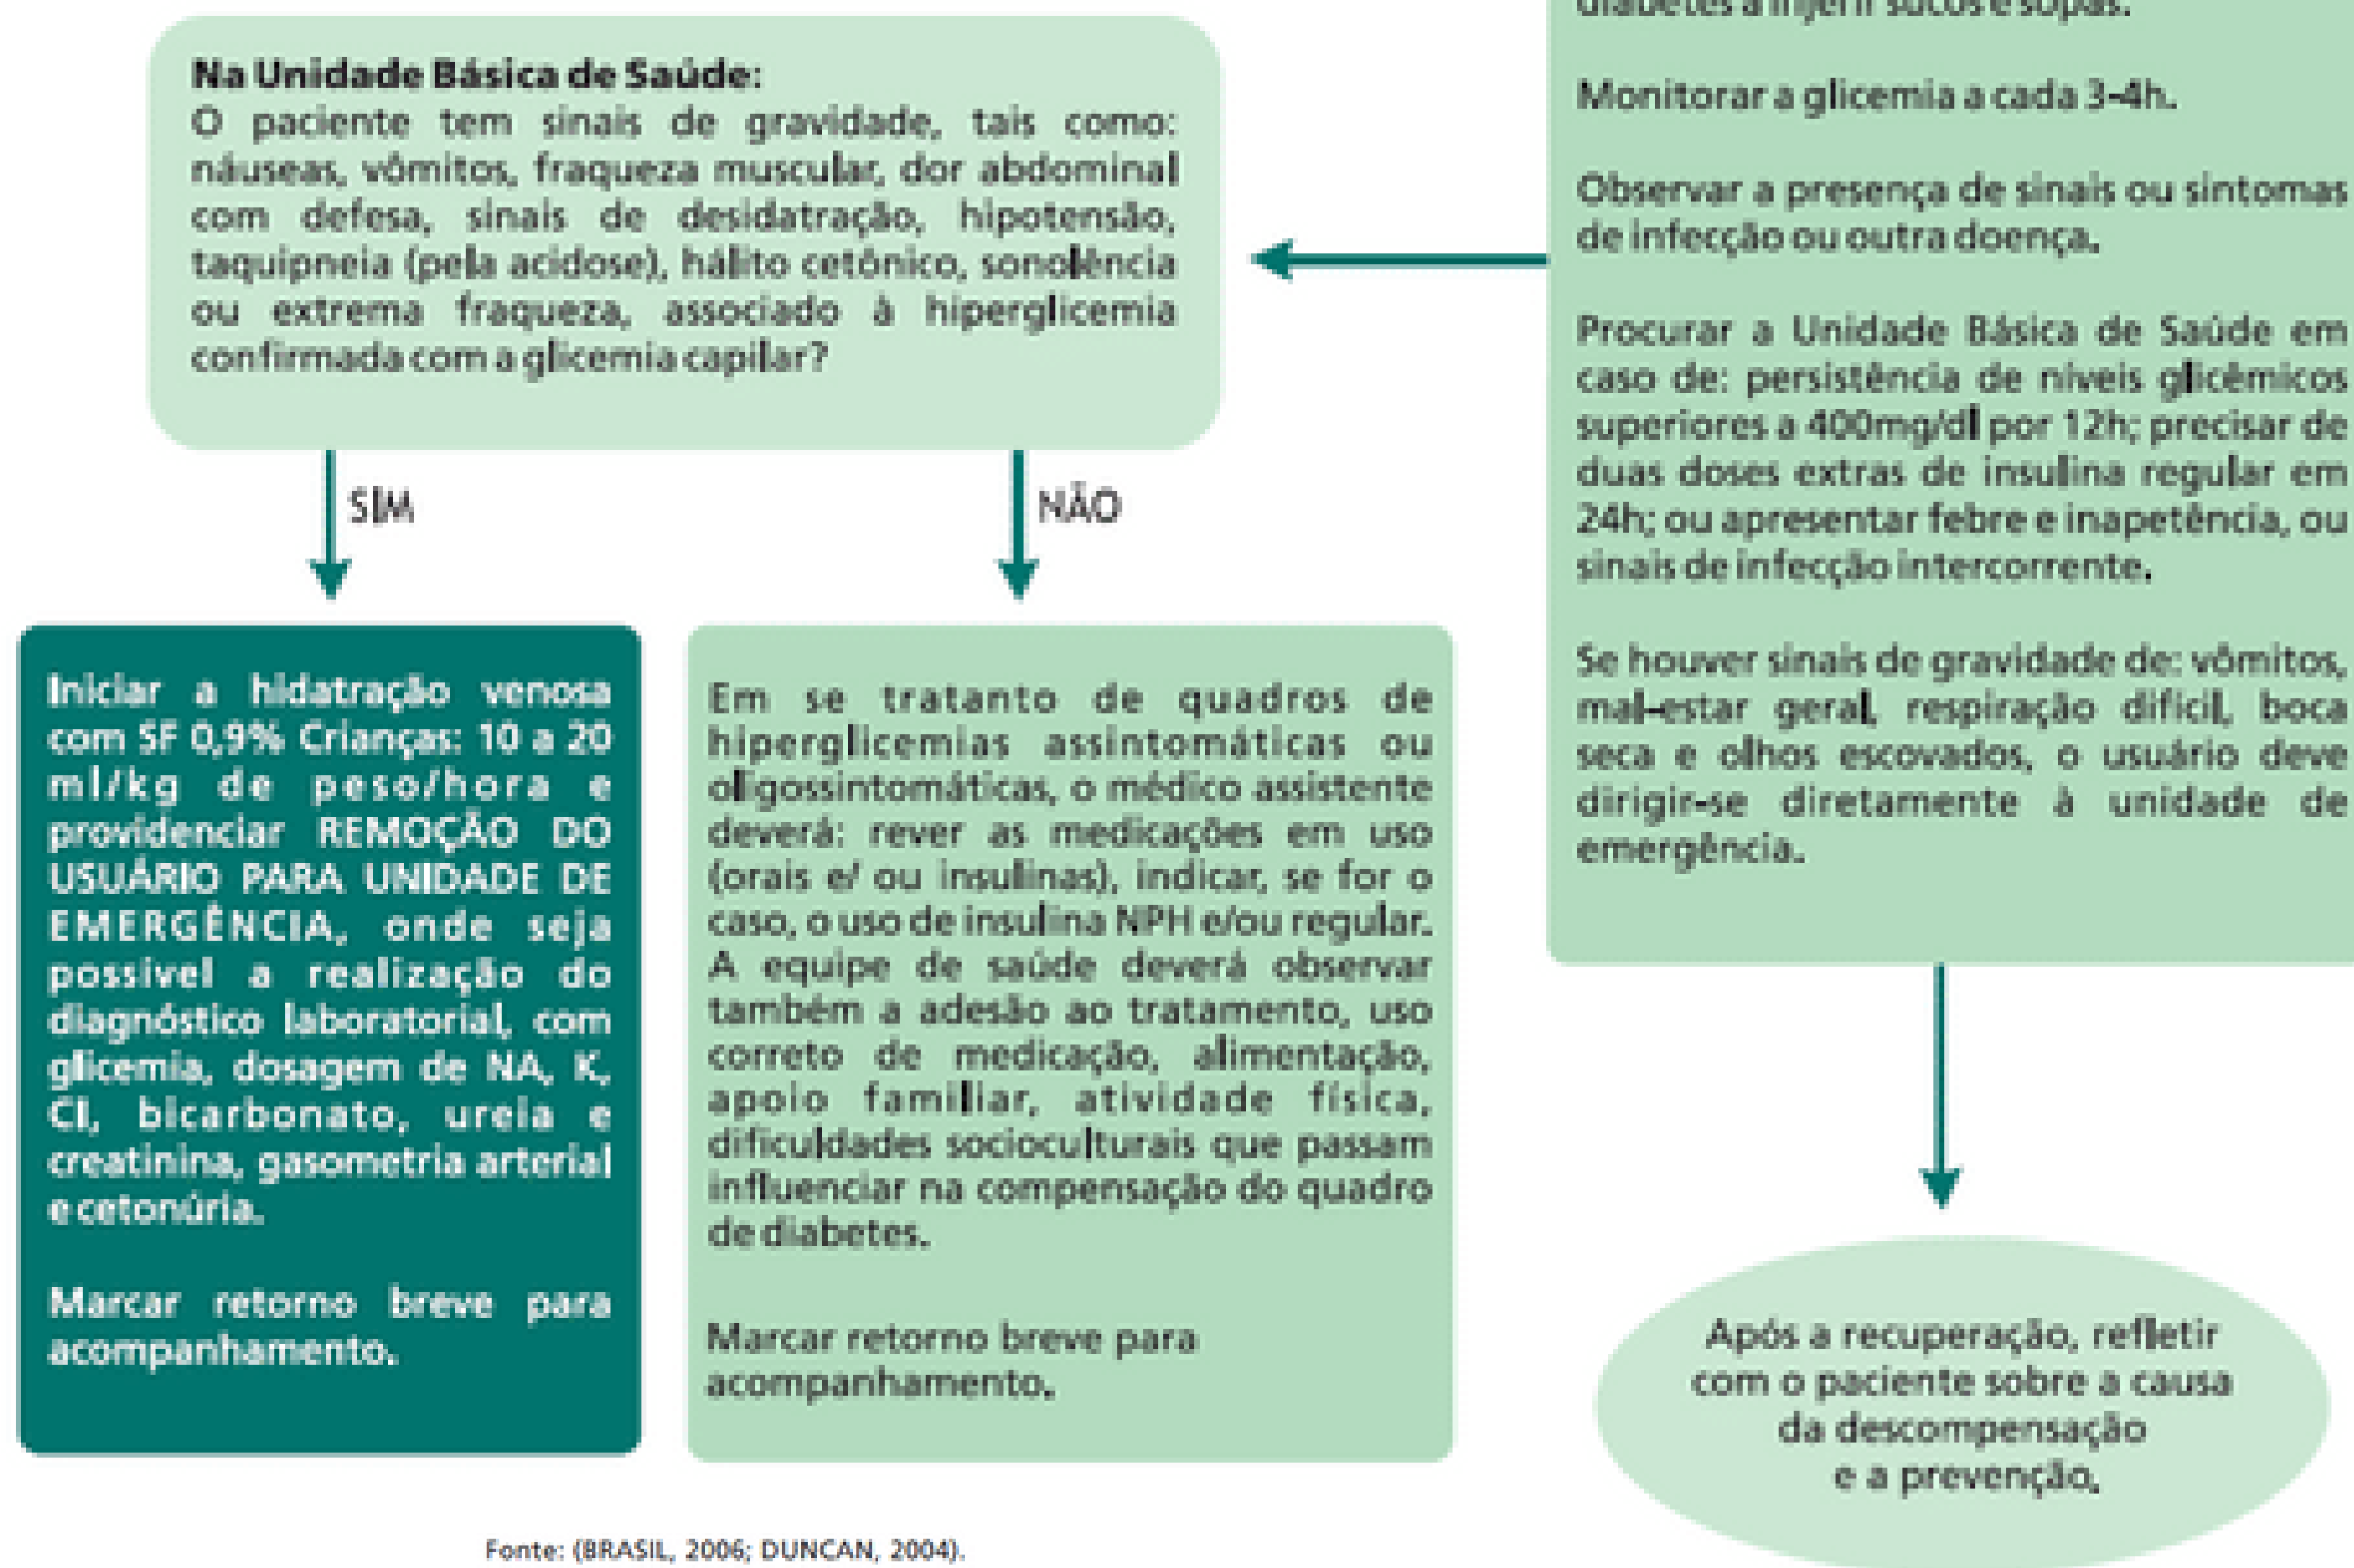 Na Unidade Básica de Saúde:
O paciente tem sinais de gravidade, tais como:
náuseas, vômitos, fraqueza muscular, dor abdominal
com defesa, sinais de desidatração, hipotensão,
taquipneia (pela acidose), hálito cetônico, sonolência
ou extrema fraqueza, associado à hiperglicemia
confirmada com a glicemia capilar?
SIM
NÃO
Iniciar a hidatração venosa
com SF 0,9% Crianças: 10 a 20
ml/kg de peso/hora e
providenciar REMOÇÃO DO
USUÁRIO PARA UNIDADE DE
EMERGÊNCIA, onde seja
possível a realização do
diagnóstico laboratorial, com
glicemia, dosagem de NA, K,
Cl, bicarbonato, ureia e
creatinina, gasometria arterial
e cetonúria.
Marcar retorno breve para
acompanhamento.
Em se tratanto de quadros de
hiperglicemias assintomáticas ou
oligossintomáticas, o médico assistente
deverá: rever as medicações em uso
(orais e/ ou insulinas), indicar, se for o
caso, o uso de insulina NPH e/ou regular.
A equipe de saúde deverá observar
também a adesão ao tratamento, uso
correto de medicação, alimentação,
apoio familiar, atividade física,
dificuldades socioculturais que passam
influenciar na compensação do quadro
de diabetes.
Marcar retorno breve para
acompanhamento.
diabetes a injerir sucos e sopas.
Monitorar a glicemia a cada 3-4h.
Observar a presença de sinais ou sintomas
de infecção ou outra doença.
Procurar a Unidade Básica de Saúde em
caso de: persistência de níveis glicêmicos
superiores a 400mg/dl por 12h; precisar de
duas doses extras de insulina regular em
24h; ou apresentar febre e inapetência, ou
sinais de infecção intercorrente.
Se houver sinais de gravidade de: vômitos,
mal-estar geral, respiração difícil, boca
seca e olhos escovados, o usuário deve
dirigir-se diretamente à unidade de
emergência.
Após a recuperação, refletir
com o paciente sobre a causa
da descompensação
e a prevenção.
Fonte: (BRASIL, 2006; DUNCAN, 2004).